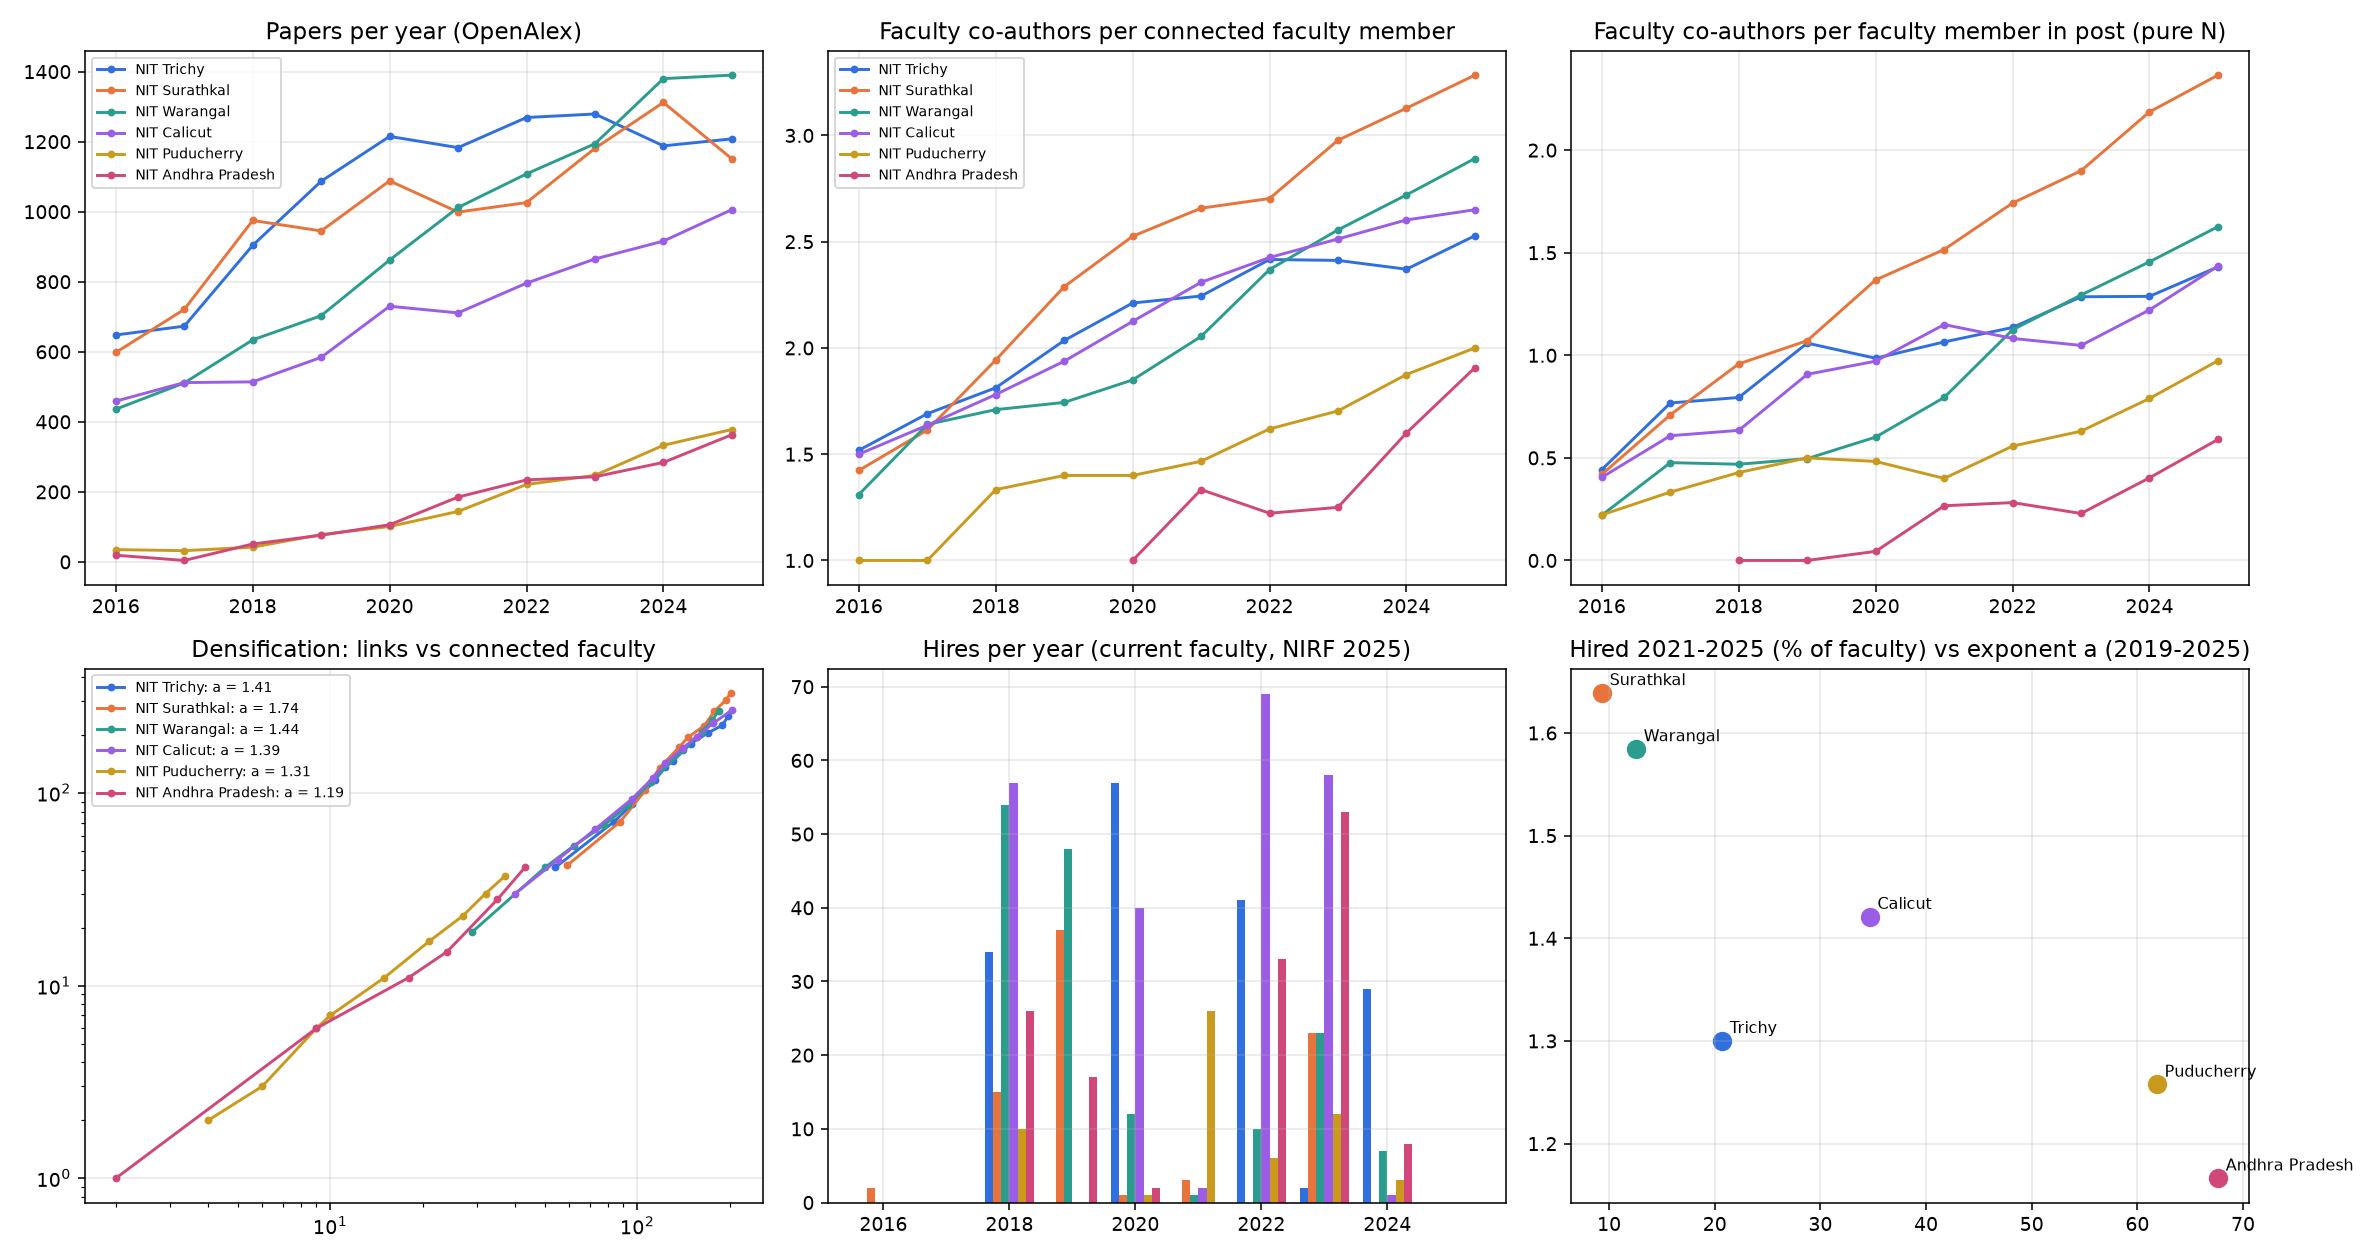 Papers per year (OpenAlex)
1400
1200
1000
800
600
400
200
0
2016 2018 2020 2022 2024
NIT Trichy
NIT Surathkal
NIT Warangal
NIT Calicut
NIT Puducherry
NIT Andhra Pradesh
Faculty co-authors per connected faculty member
3.0
2.5
2.0
1.5
1.0
2016 2018 2020 2022 2024
NIT Trichy
NIT Surathkal
NIT Warangal
NIT Calicut
NIT Puducherry
NIT Andhra Pradesh
Faculty co-authors per faculty member in post (pure N)
2.0
1.5
1.0
0.5
0.0
2016 2018 2020 2022 2024
Densification: links vs connected faculty
NIT Trichy: a = 1.41
NIT Surathkal: a = 1.74
NIT Warangal: a = 1.44
NIT Calicut: a = 1.39
NIT Puducherry: a = 1.31
NIT Andhra Pradesh: a = 1.19
10²
10¹
10⁰
10¹ 10²
Hires per year (current faculty, NIRF 2025)
70
60
50
40
30
20
10
0
2016 2018 2020 2022 2024
Hired 2021-2025 (% of faculty) vs exponent a (2019-2025)
1.6
1.5
1.4
1.3
1.2
Surathkal
Warangal
Calicut
Trichy
Puducherry
Andhra Pradesh
10 20 30 40 50 60 70